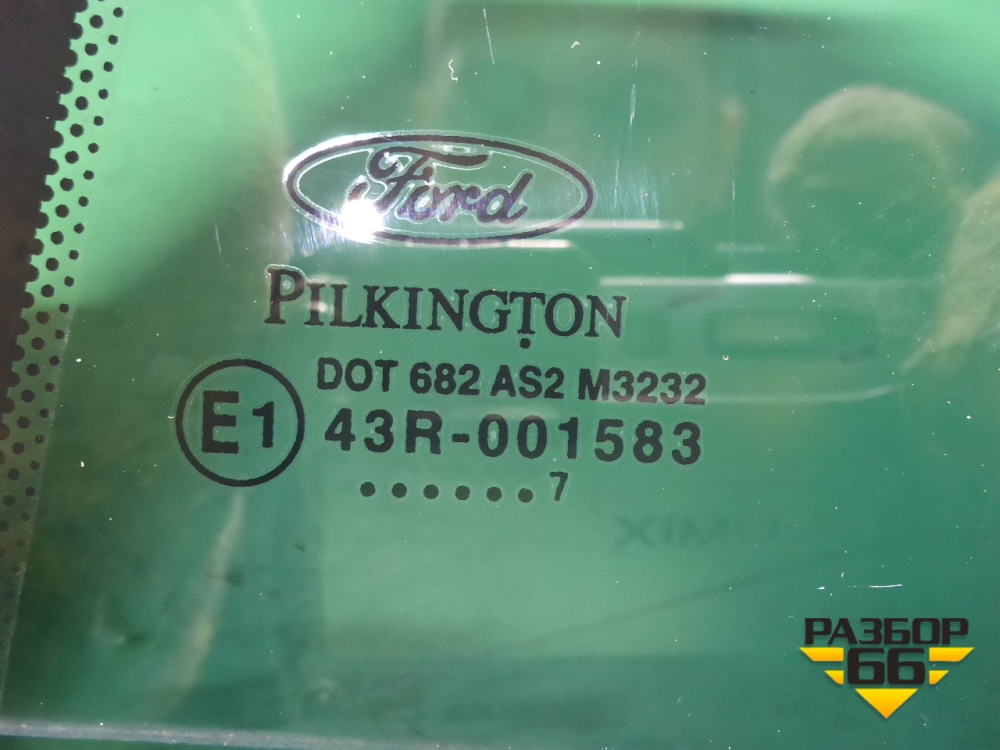 Ford
PILKINGTON
DOT 682 AS2 M3232
E1 43R-001583
......7
РАЗБОР
66